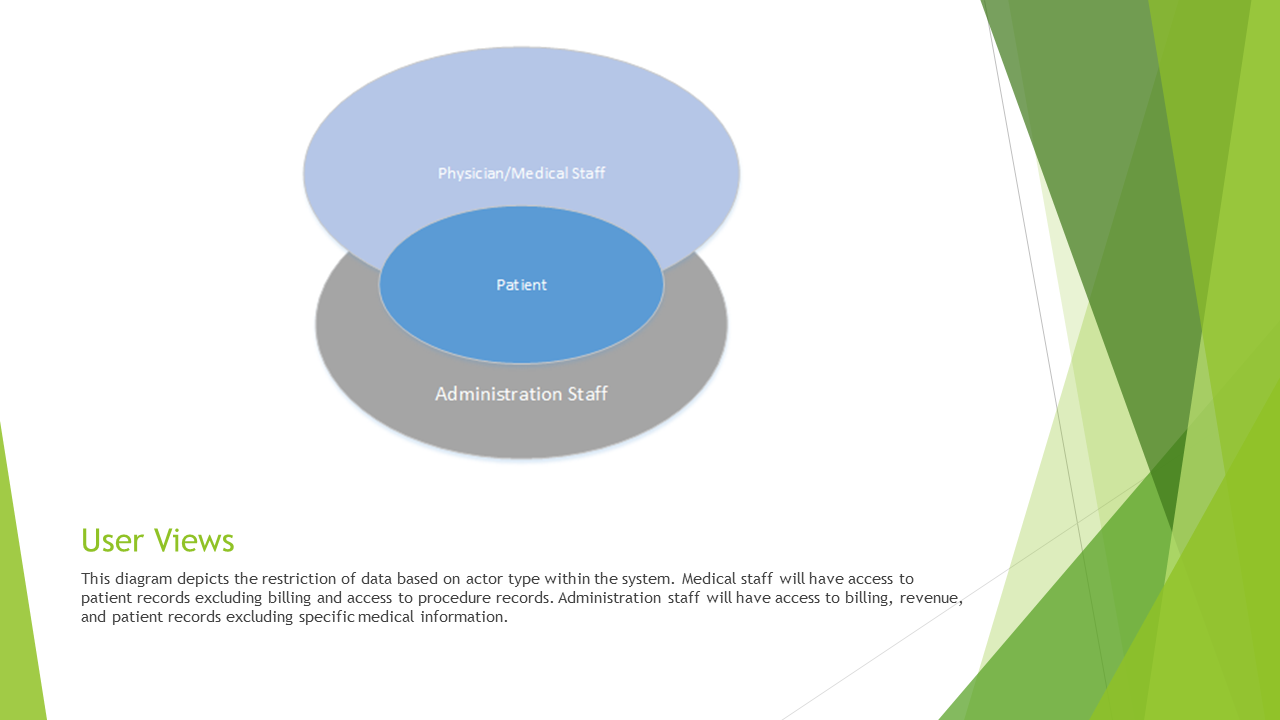 Physician/Medical Staff
Patient
Administration Staff
User Views
This diagram depicts the restriction of data based on actor type within the system. Medical staff will have access to
patient records excluding billing and access to procedure records. Administration staff will have access to billing, revenue,
and patient records excluding specific medical information.